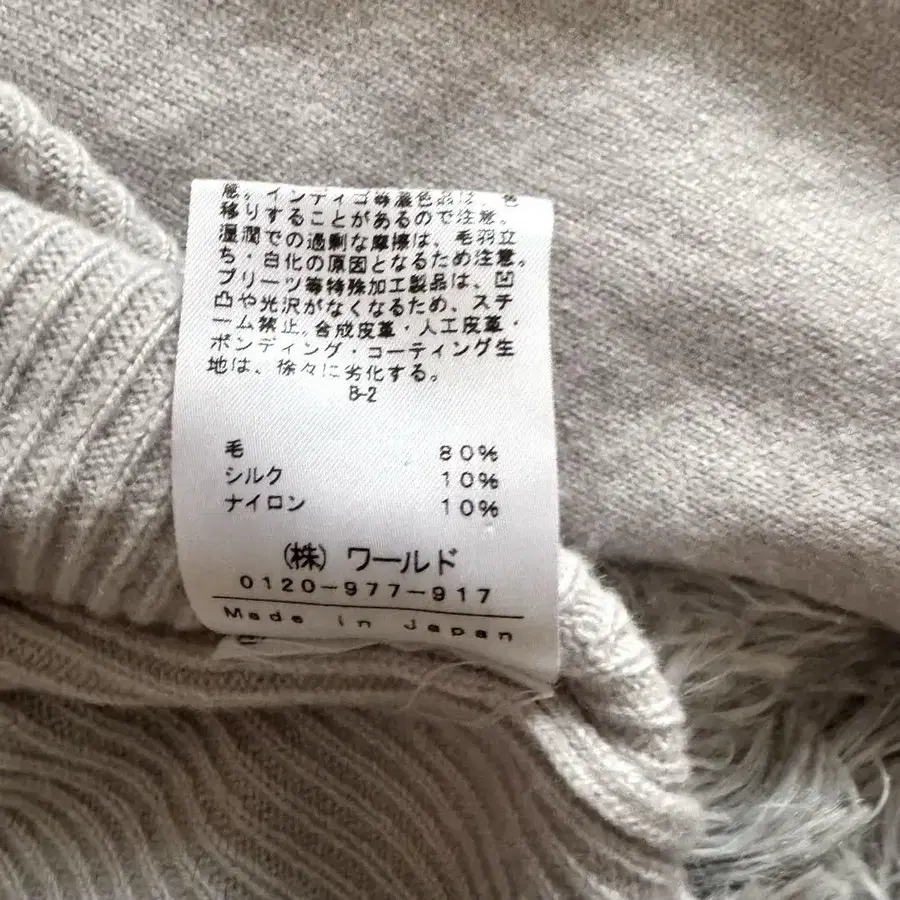 意。インディゴ等濃色品は、色
移りすることがあるので注意。
湿潤での過剰な摩擦は、毛羽立
ち・白化の原因となるため注意。
プリーツ等特殊加工製品は、凹
凸や光沢がなくなるため、スチ
ーム禁止。合成皮革・人工皮革・
ボンディング・コーティング生
地は、徐々に劣化する。
B-2
毛 80%
シルク 10%
ナイロン 10%
(株) ワールド
0120-977-917
Made in Japan